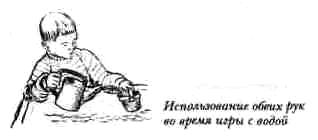 Использование обеих рук
во время игры с водой